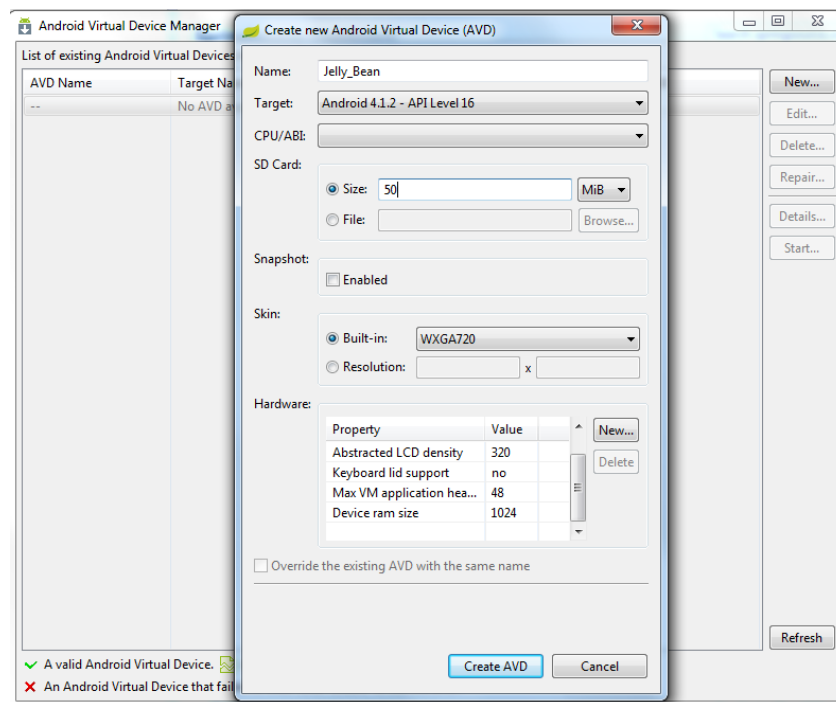 Android Virtual Device Manager
List of existing Android Virtual Devices
AVD Name Target Na
-- No AVD a
Create new Android Virtual Device (AVD)
Name: Jelly_Bean
Target: Android 4.1.2 - API Level 16
CPU/ABI:
SD Card:
Size: 50 MiB
File: Browse...
Snapshot:
Enabled
Skin:
Built-in: WXGA720
Resolution: x
Hardware:
Property Value
Abstracted LCD density 320
Keyboard lid support no
Max VM application hea... 48
Device ram size 1024
New...
Delete
Override the existing AVD with the same name
Create AVD Cancel
New...
Edit...
Delete...
Repair...
Details...
Start...
Refresh
A valid Android Virtual Device.
An Android Virtual Device that fail